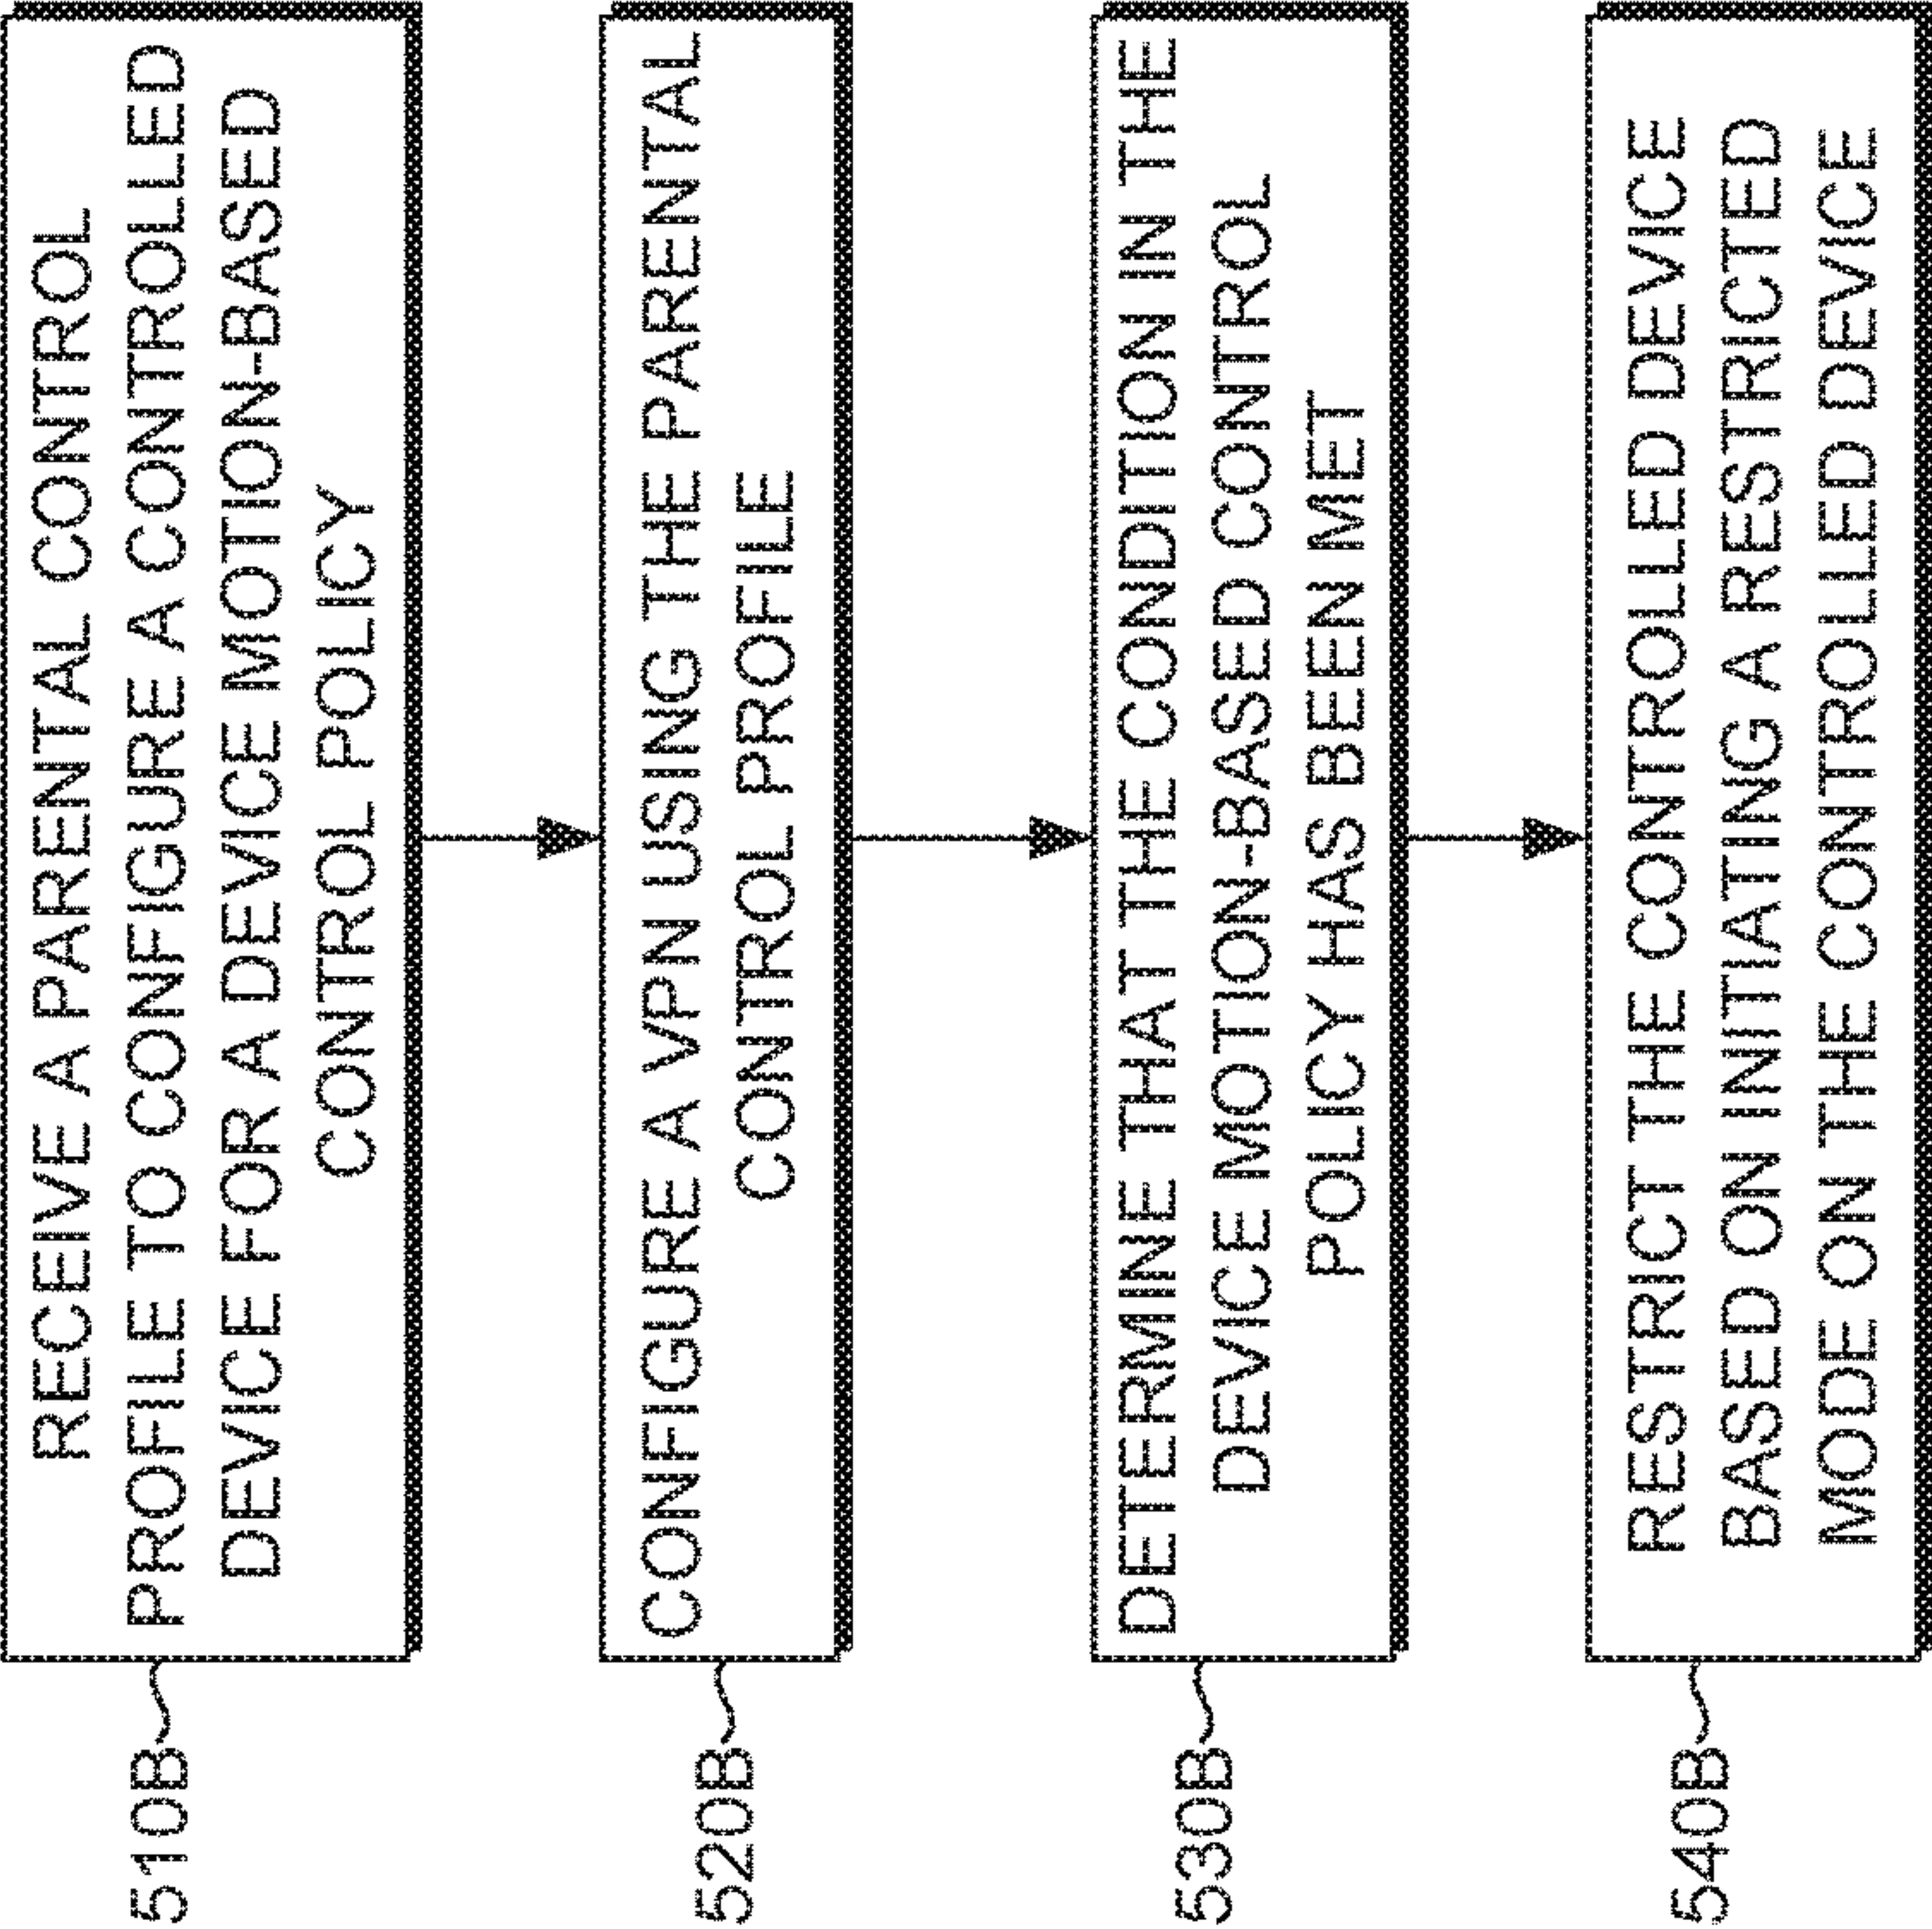 510B
RECEIVE A PARENTAL CONTROL
PROFILE TO CONFIGURE A CONTROLLED
DEVICE FOR A DEVICE MOTION-BASED
CONTROL POLICY
520B
CONFIGURE A VPN USING THE PARENTAL
CONTROL PROFILE
530B
DETERMINE THAT THE CONDITION IN THE
DEVICE MOTION-BASED CONTROL
POLICY HAS BEEN MET
540B
RESTRICT THE CONTROLLED DEVICE
BASED ON INITIATING A RESTRICTED
MODE ON THE CONTROLLED DEVICE